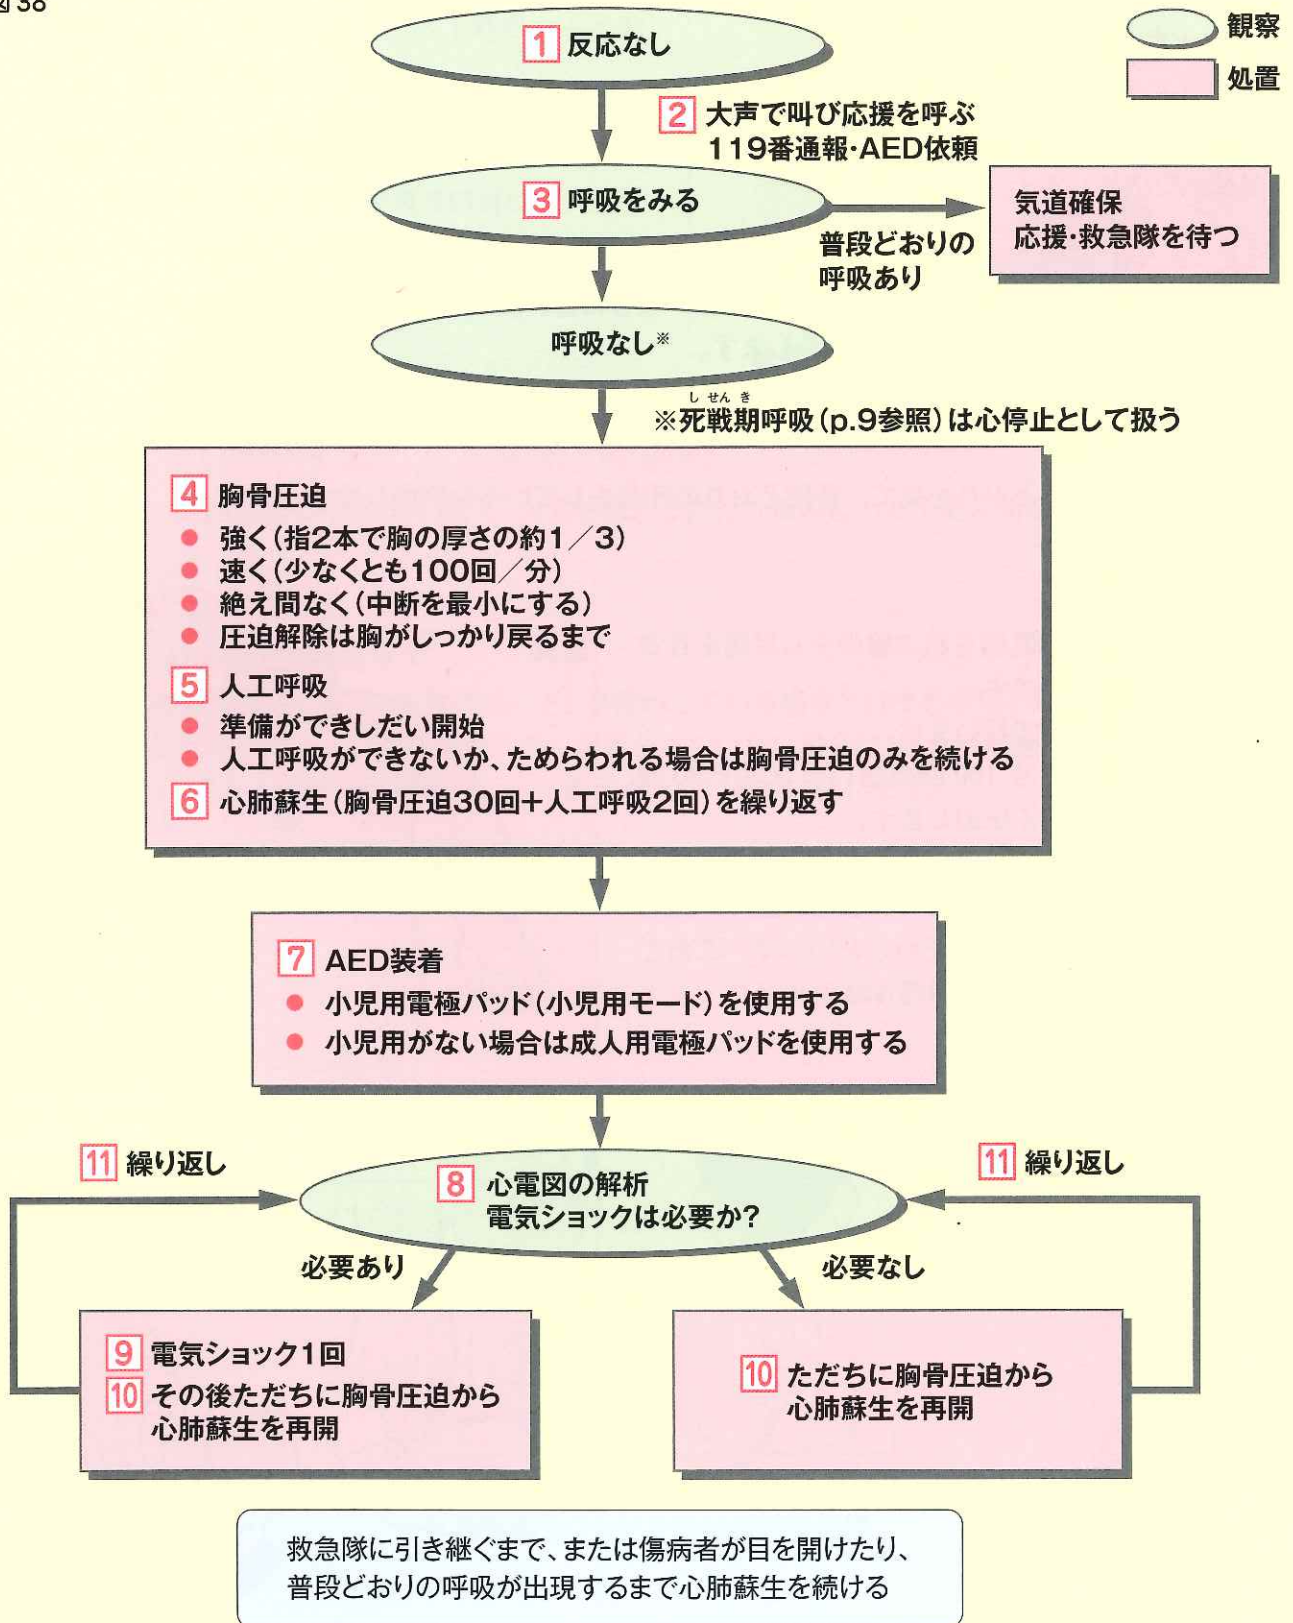 図38
観察
処置
1 反応なし
2 大声で叫び応援を呼ぶ
119番通報・AED依頼
3 呼吸をみる
普段どおりの
呼吸あり
気道確保
応援・救急隊を待つ
呼吸なし※
しせんき
※死戦期呼吸(p.9参照)は心停止として扱う
4 胸骨圧迫
● 強く(指2本で胸の厚さの約1/3)
● 速く(少なくとも100回/分)
● 絶え間なく(中断を最小にする)
● 圧迫解除は胸がしっかり戻るまで
5 人工呼吸
● 準備ができしだい開始
● 人工呼吸ができないか、ためらわれる場合は胸骨圧迫のみを続ける
6 心肺蘇生(胸骨圧迫30回+人工呼吸2回)を繰り返す
7 AED装着
● 小児用電極パッド(小児用モード)を使用する
● 小児用がない場合は成人用電極パッドを使用する
11 繰り返し
11 繰り返し
8 心電図の解析
電気ショックは必要か?
必要あり
必要なし
9 電気ショック1回
10 その後ただちに胸骨圧迫から
心肺蘇生を再開
10 ただちに胸骨圧迫から
心肺蘇生を再開
救急隊に引き継ぐまで、または傷病者が目を開けたり、
普段どおりの呼吸が出現するまで心肺蘇生を続ける